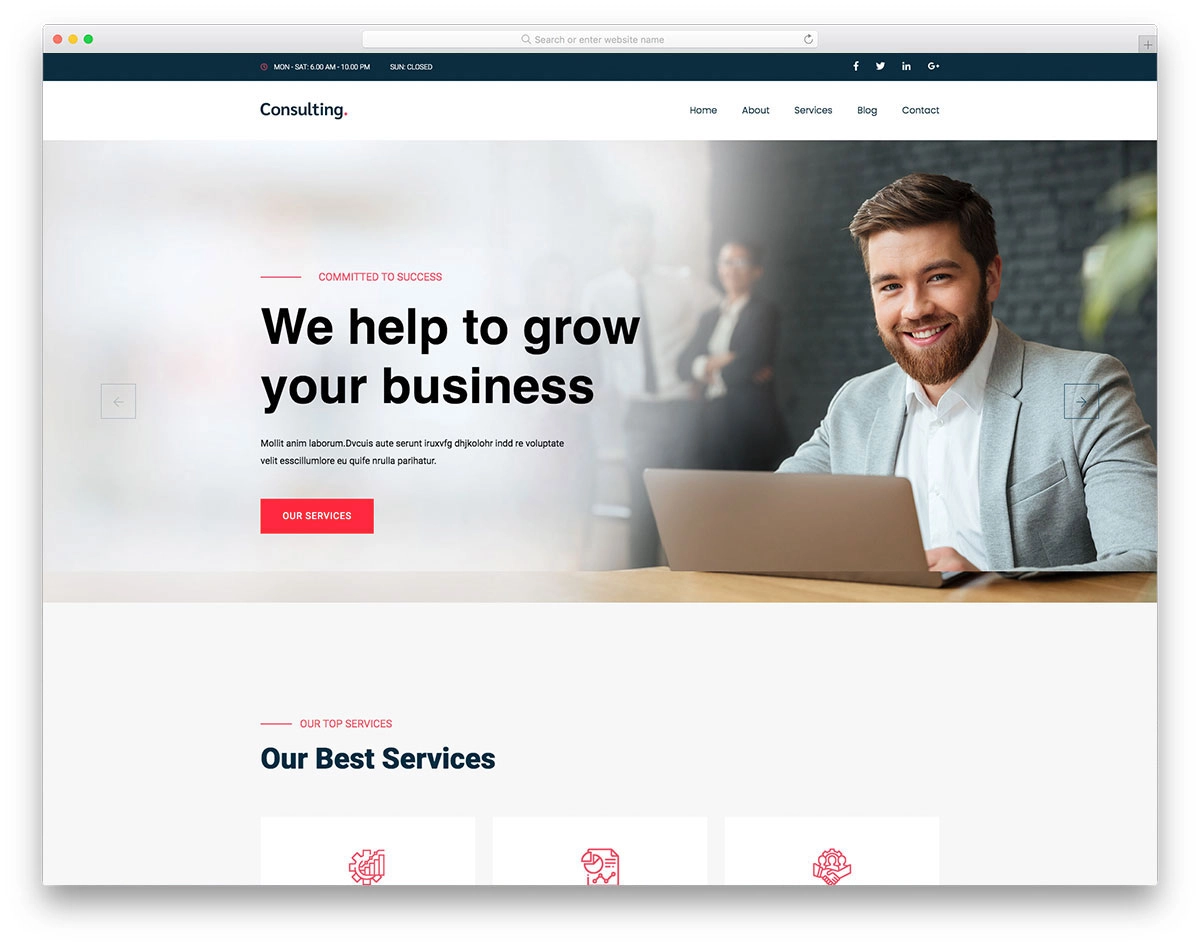 Search or enter website name
MON - SAT: 6.00 AM - 10.00 PM SUN: CLOSED
Consulting.
Home About Services Blog Contact
COMMITTED TO SUCCESS
We help to grow
your business
Mollit anim laborum.Dvcuis aute serunt iruxvfg dhjkolohr indd re voluptate
velit esscillumlore eu quife nrulla parihatur.
OUR SERVICES
OUR TOP SERVICES
Our Best Services